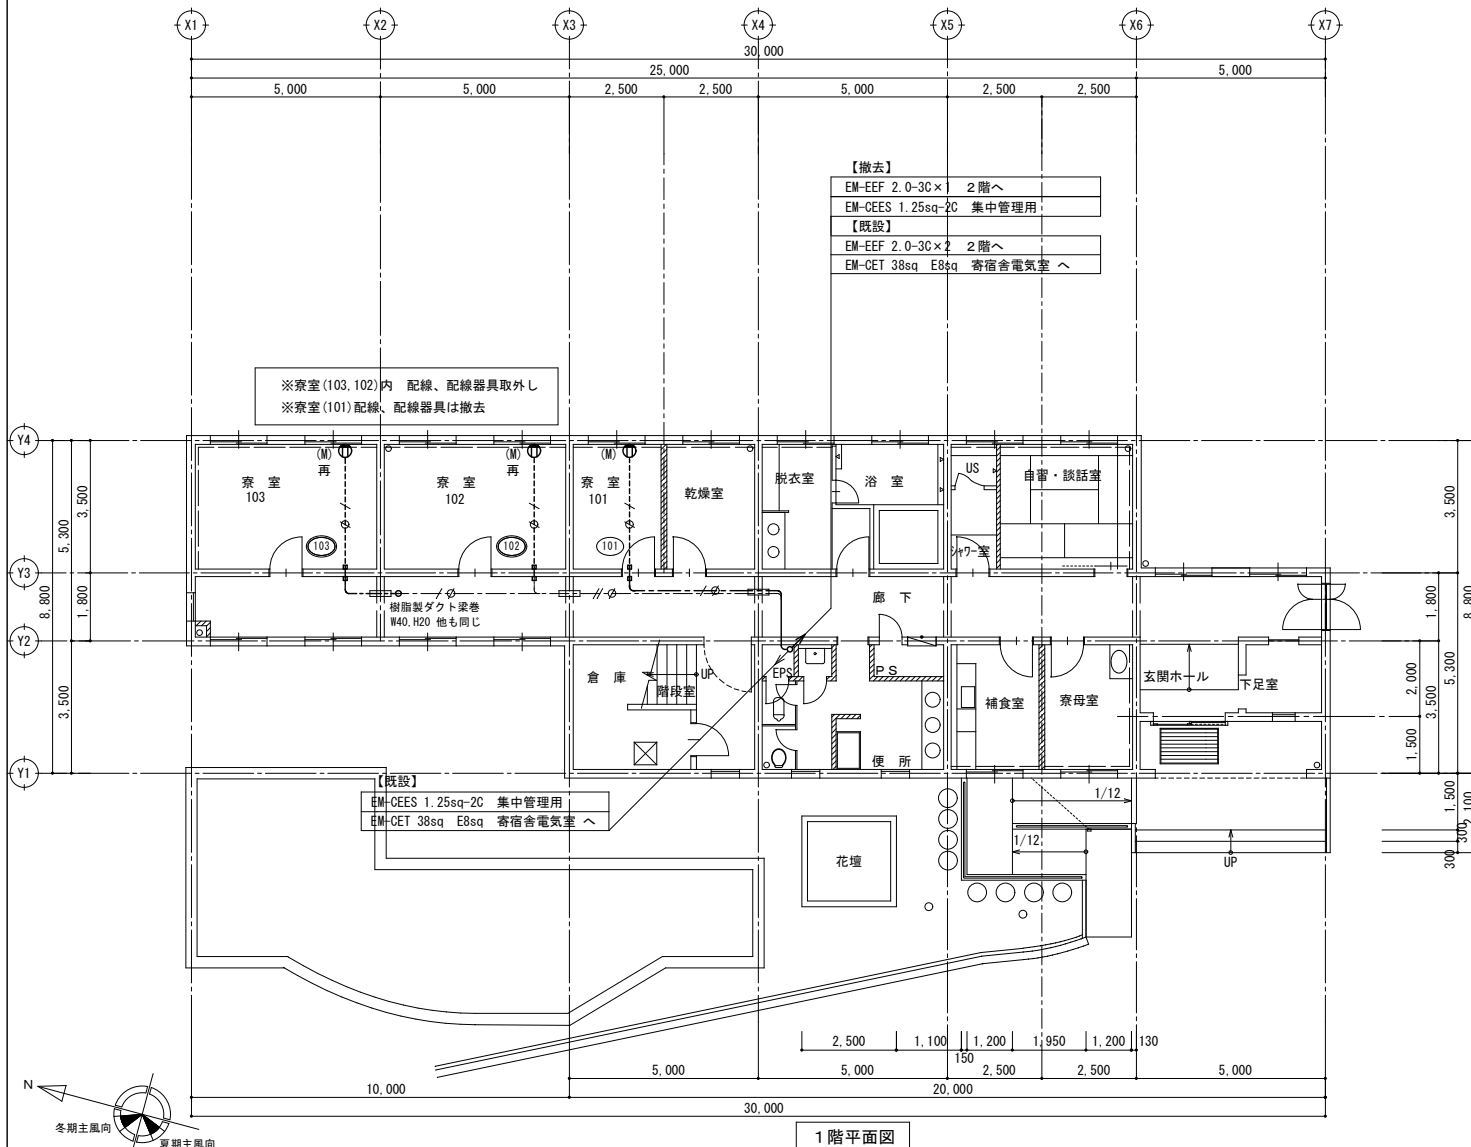 X1 X2 X3 X4 X5 X6 X7
30,000
25,000 5,000
5,000 5,000 2,500 2,500 5,000 2,500 2,500
【撤去】
EM-EEF 2.0-3C×1 2階へ
EM-CEES 1.25sq-2C 集中管理用
【既設】
EM-EEF 2.0-3C×2 2階へ
EM-CET 38sq E8sq 寄宿舎電気室 へ
※寮室(103,102)内 配線、配線器具取外し
※寮室(101)配線、配線器具は撤去
Y4
Y3
Y2
Y1
8,800
5,300
3,500
1,800
3,500
(M)
再
寮 室
103
103
(M)
再
寮 室
102
102
(M)
寮 室
101
101
乾燥室
脱衣室
浴 室
US
自習・談話室
シャワー室
廊 下
樹脂製ダクト梁巻
W40,H20 他も同じ
倉 庫
階段室
UP
EPS
PS
便 所
補食室
寮母室
玄関ホール
下足室
3,500
1,800
8,800
5,300
2,000
3,500
1,500
1,500
300
2,100
300
【既設】
EM-CEES 1.25sq-2C 集中管理用
EM-CET 38sq E8sq 寄宿舎電気室 へ
1/12
1/12
UP
花壇
2,500 1,100 150 1,200 1,950 1,200 130
5,000 5,000 2,500 2,500 5,000
10,000 20,000
30,000
N
冬期主風向
夏期主風向
1階平面図